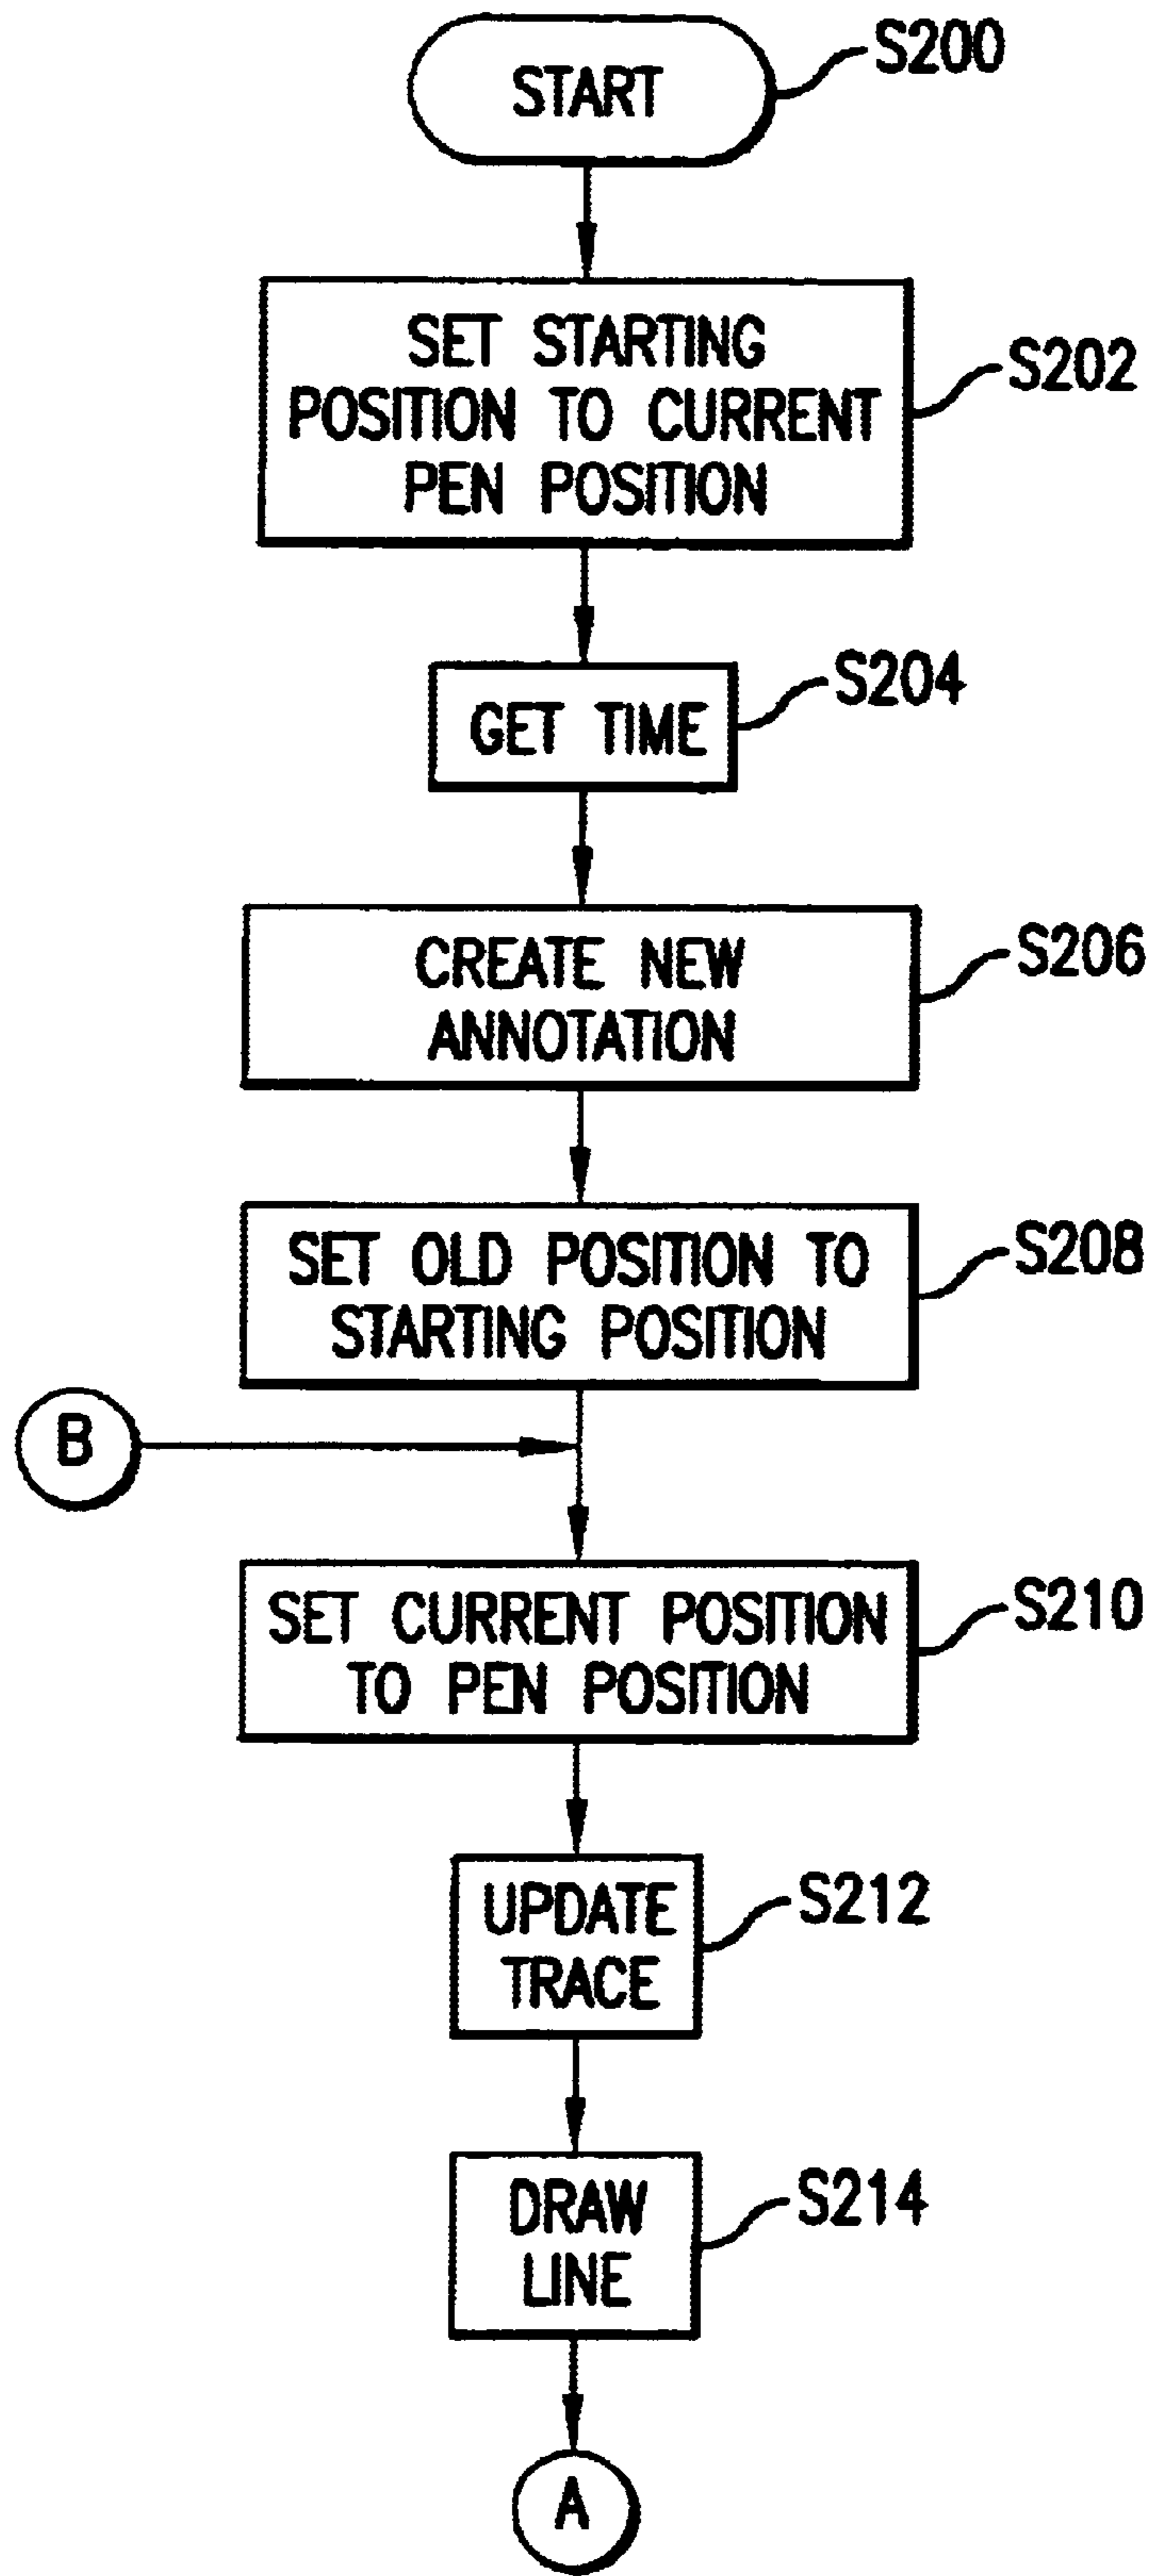 START
S200
SET STARTING
POSITION TO CURRENT
PEN POSITION
S202
GET TIME
S204
CREATE NEW
ANNOTATION
S206
SET OLD POSITION TO
STARTING POSITION
S208
B
SET CURRENT POSITION
TO PEN POSITION
S210
UPDATE
TRACE
S212
DRAW
LINE
S214
A